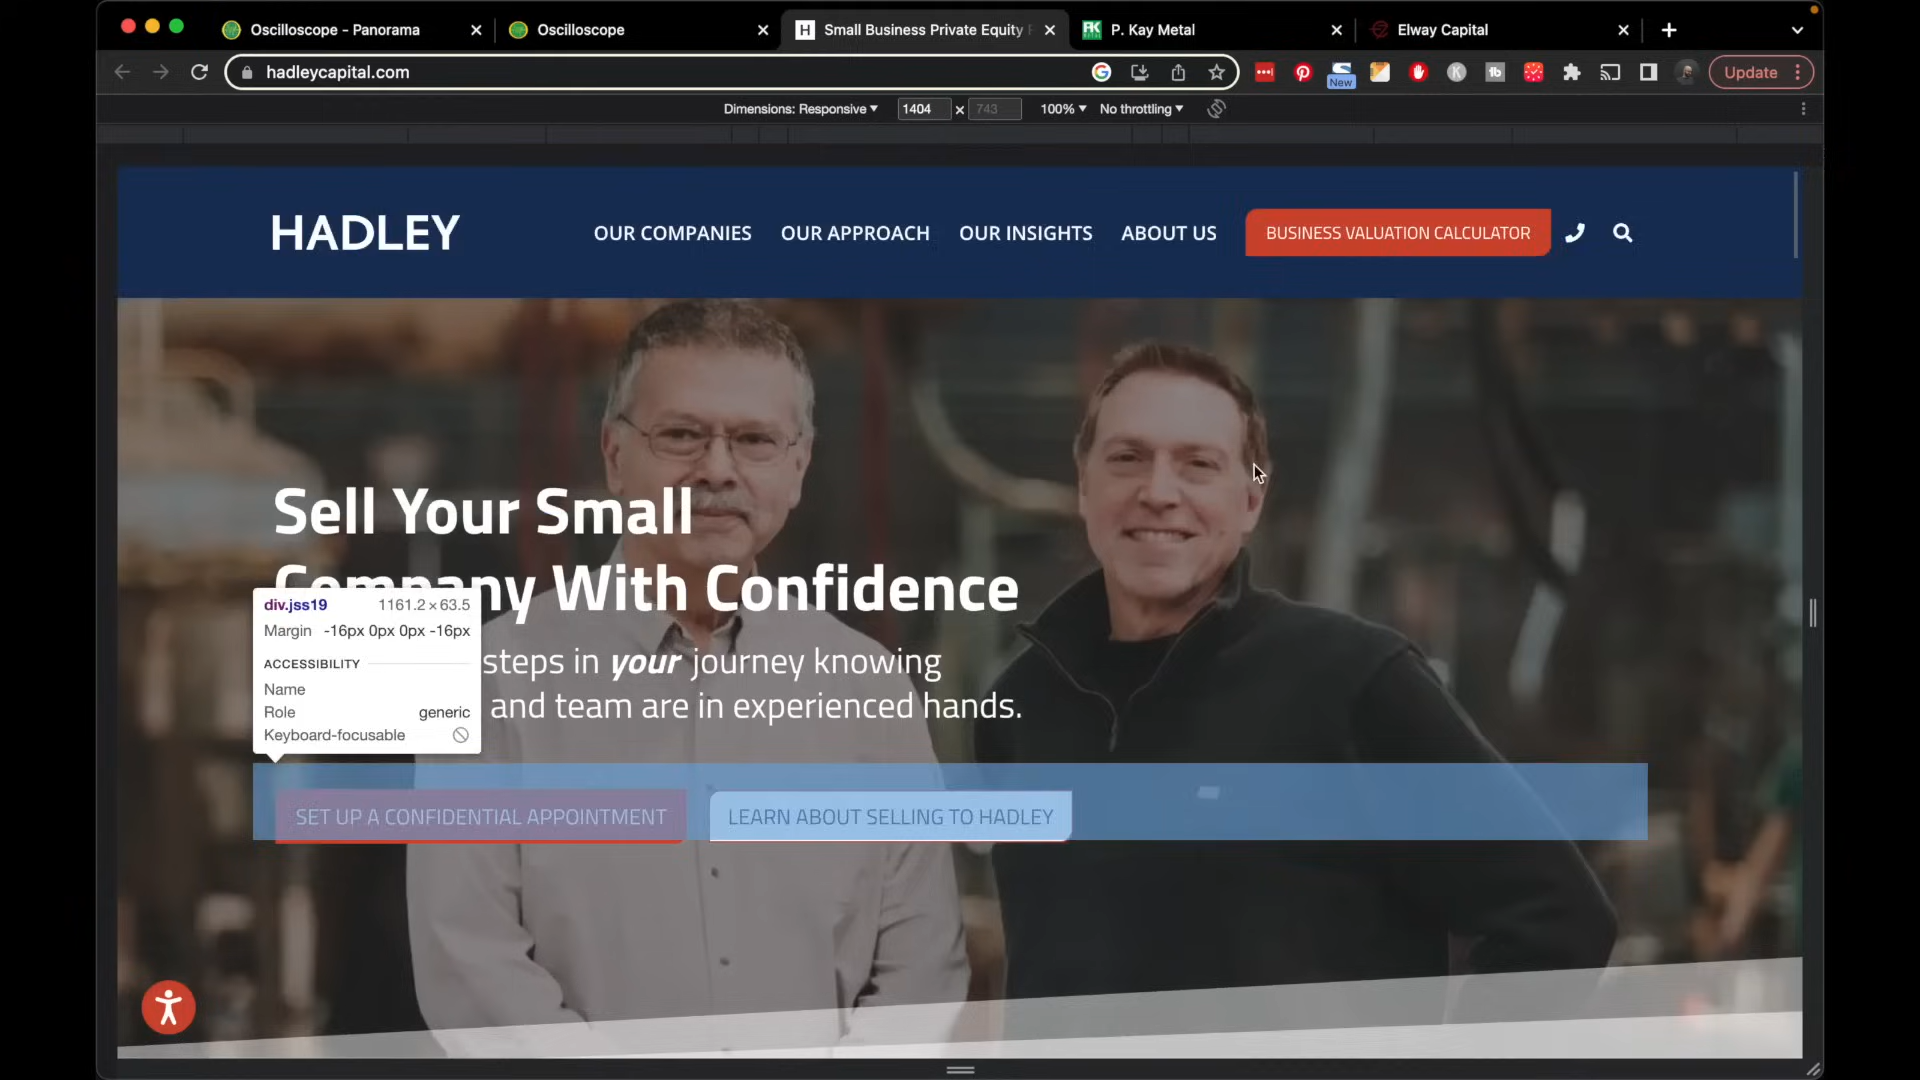 Oscilloscope - Panorama
Oscilloscope
Small Business Private Equity
P. Kay Metal
Elway Capital
hadleycapital.com
New
Update
Dimensions: Responsive
1404 × 743
100%
No throttling
HADLEY
OUR COMPANIES
OUR APPROACH
OUR INSIGHTS
ABOUT US
BUSINESS VALUATION CALCULATOR
Sell Your Small
Company With Confidence
steps in your journey knowing
and team are in experienced hands.
div.jss19 1161.2 × 63.5
Margin -16px 0px 0px -16px
ACCESSIBILITY
Name
Role generic
Keyboard-focusable
SET UP A CONFIDENTIAL APPOINTMENT
LEARN ABOUT SELLING TO HADLEY